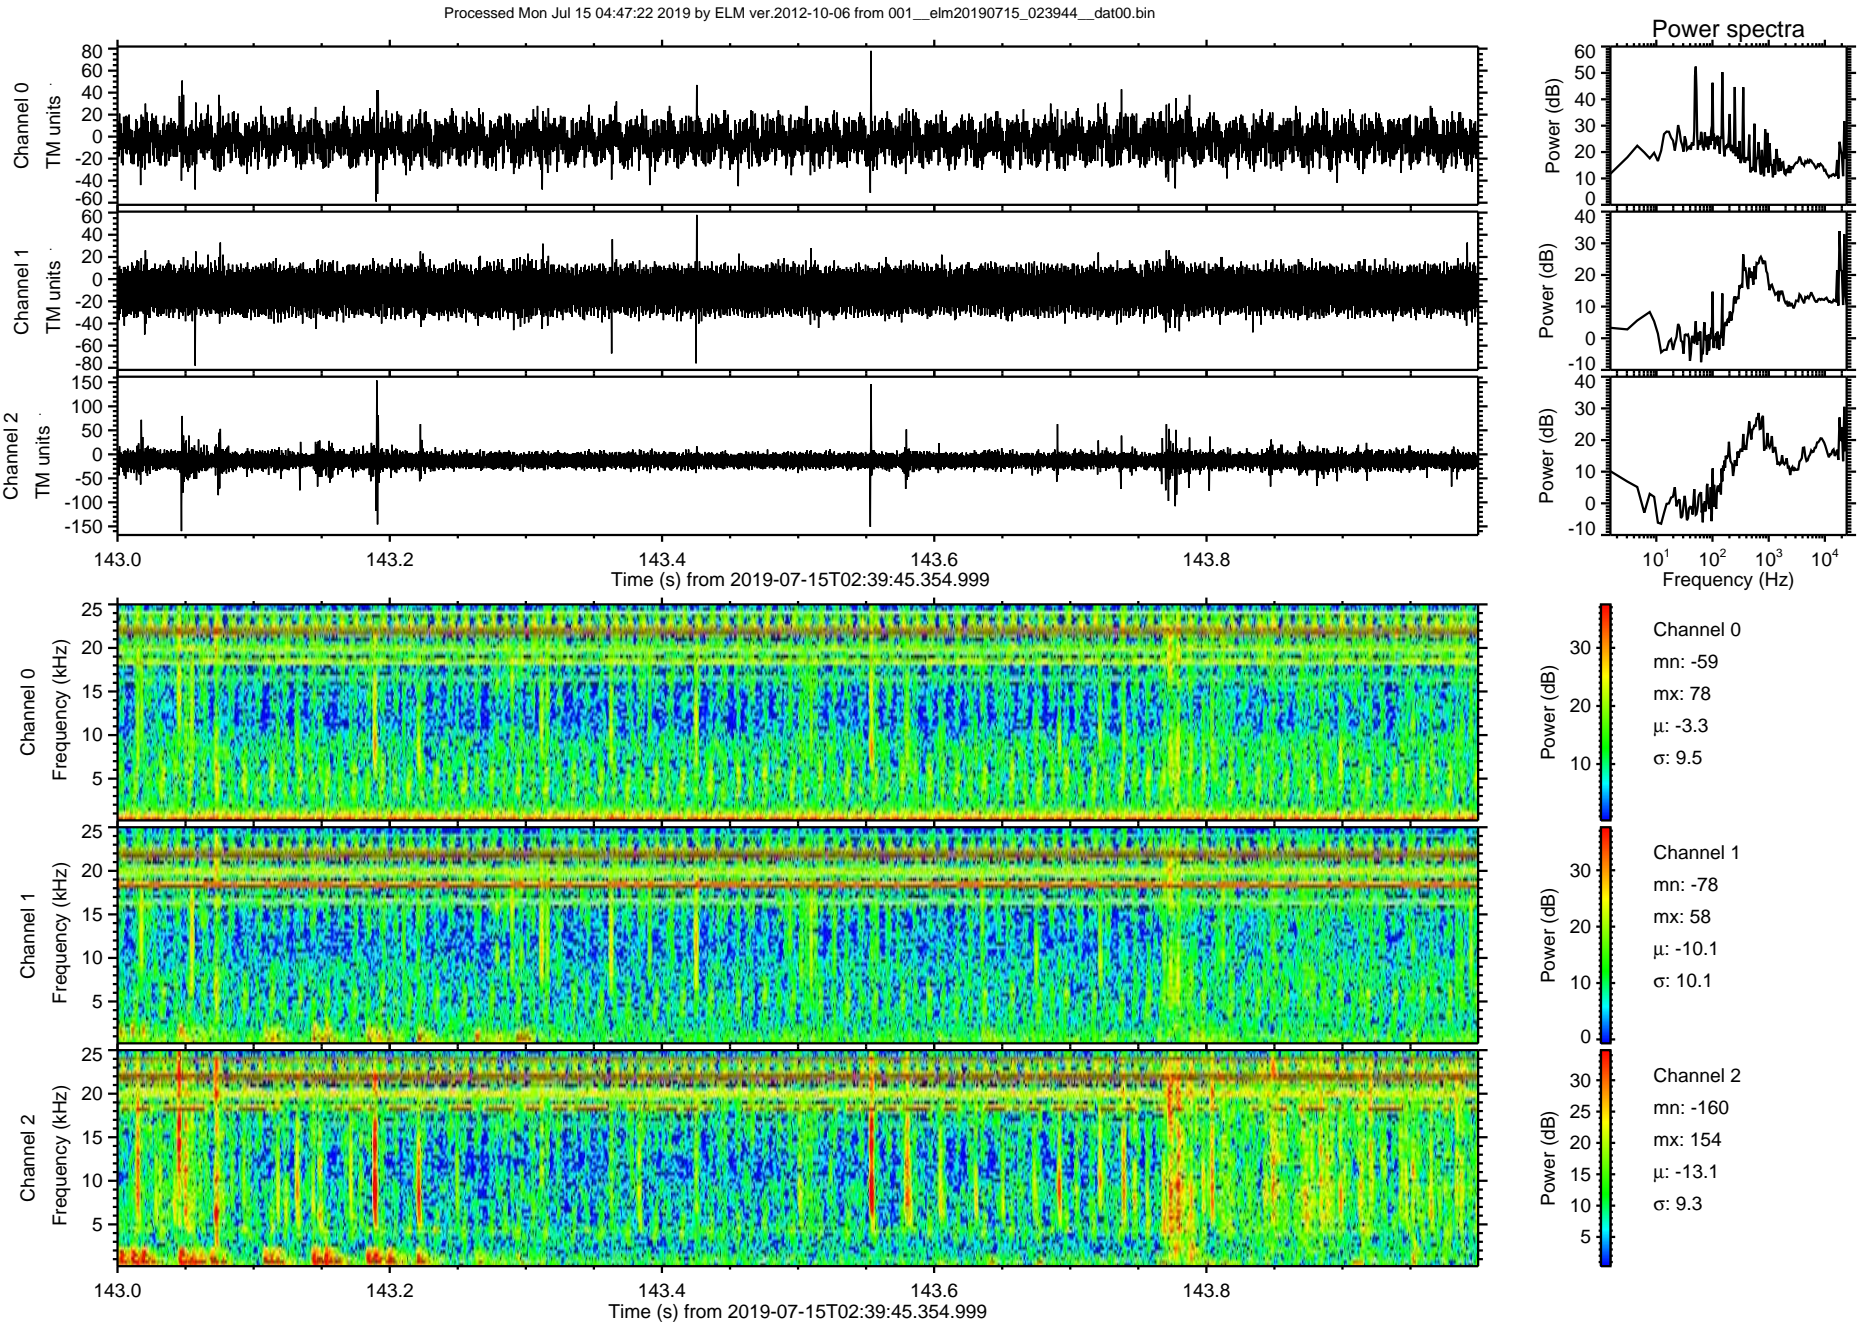 Processed Mon Jul 15 04:47:22 2019 by ELM ver.2012-10-06 from 001__elm20190715_023944__dat00.bin
Power spectra
Channel 0
TM units
80
60
40
20
0
-20
-40
-60
Power (dB)
60
50
40
30
20
10
0
Channel 1
TM units
60
40
20
0
-20
-40
-60
-80
Power (dB)
40
30
20
10
0
-10
Channel 2
TM units
150
100
50
0
-50
-100
-150
Power (dB)
40
30
20
10
0
-10
143.0 143.2 143.4 143.6 143.8
Time (s) from 2019-07-15T02:39:45.354.999
10^1 10^2 10^3 10^4
Frequency (Hz)
Channel 0
Frequency (kHz)
25
20
15
10
5
Power (dB)
30
20
10
Channel 0
mn: -59
mx: 78
μ: -3.3
σ: 9.5
Channel 1
Frequency (kHz)
25
20
15
10
5
Power (dB)
30
20
10
0
Channel 1
mn: -78
mx: 58
μ: -10.1
σ: 10.1
Channel 2
Frequency (kHz)
25
20
15
10
5
Power (dB)
30
25
20
15
10
5
Channel 2
mn: -160
mx: 154
μ: -13.1
σ: 9.3
143.0 143.2 143.4 143.6 143.8
Time (s) from 2019-07-15T02:39:45.354.999